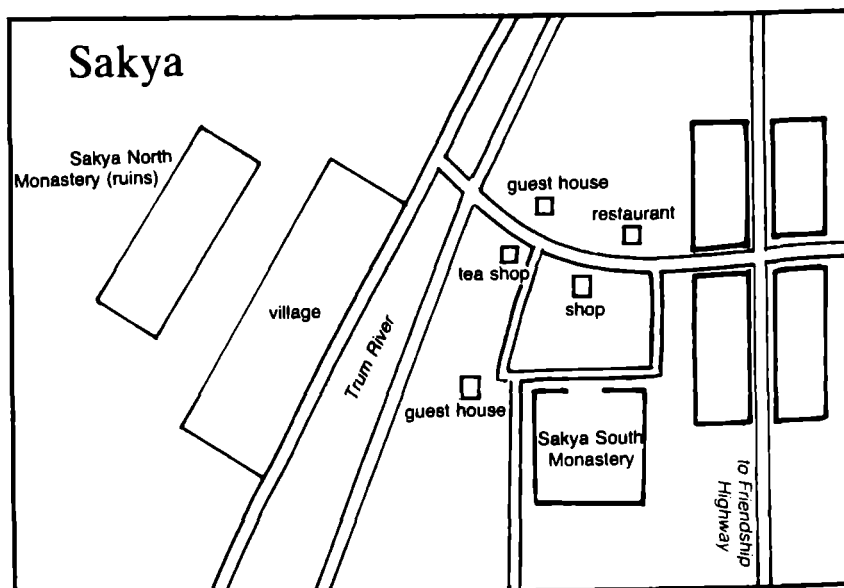 Sakya
Sakya North
Monastery (ruins)
guest house
restaurant
tea shop
shop
village
Trum River
guest house
Sakya South
Monastery
to Friendship
Highway